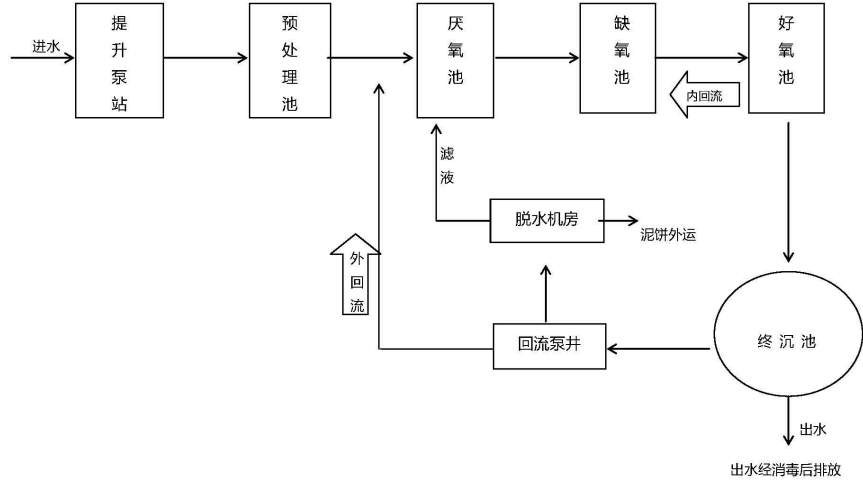 进水
提升泵站
预处理池
厌氧池
缺氧池
好氧池
内回流
滤液
脱水机房
泥饼外运
外回流
回流泵井
终沉池
出水
出水经消毒后排放